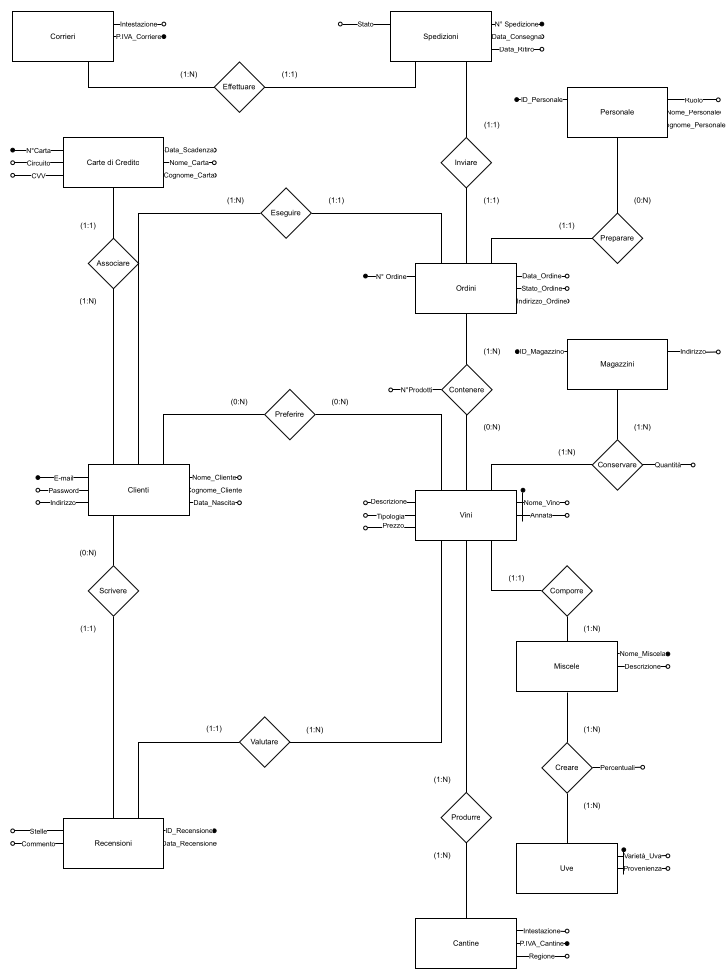 Corrieri
Intestazione
P.IVA_Corriere
Stato
Spedizioni
N° Spedizione
Data_Consegna
Data_Ritiro
(1:N)
Effettuare
(1:1)
ID_Personale
Personale
Ruolo
Nome_Personale
ognome_Personale
(1:1)
Inviare
(1:1)
N°Carta
Circuito
CVV
Carte di Credito
Data_Scadenza
Nome_Carta
Cognome_Carta
(1:N)
Eseguire
(1:1)
(0:N)
Preparare
(1:1)
(1:1)
Associare
(1:N)
N° Ordine
Ordini
Data_Ordine
Stato_Ordine
Indirizzo_Ordine
(1:N)
N°Prodotti
Contenere
(0:N)
ID_Magazzino
Magazzini
Indirizzo
(0:N)
Preferire
(0:N)
(1:N)
Conservare
Quantità
(1:N)
E-mail
Password
Indirizzo
Clienti
Nome_Cliente
Cognome_Cliente
Data_Nascita
Descrizione
Tipologia
Prezzo
Vini
Nome_Vino
Annata
(0:N)
Scrivere
(1:1)
(1:1)
Comporre
(1:N)
Miscele
Nome_Miscela
Descrizione
(1:1)
Valutare
(1:N)
(1:N)
Creare
Percentuali
(1:N)
(1:N)
Produrre
(1:N)
Stelle
Commento
Recensioni
ID_Recensione
Data_Recensione
Uve
Varietà_Uva
Provenienza
Cantine
Intestazione
P.IVA_Cantine
Regione